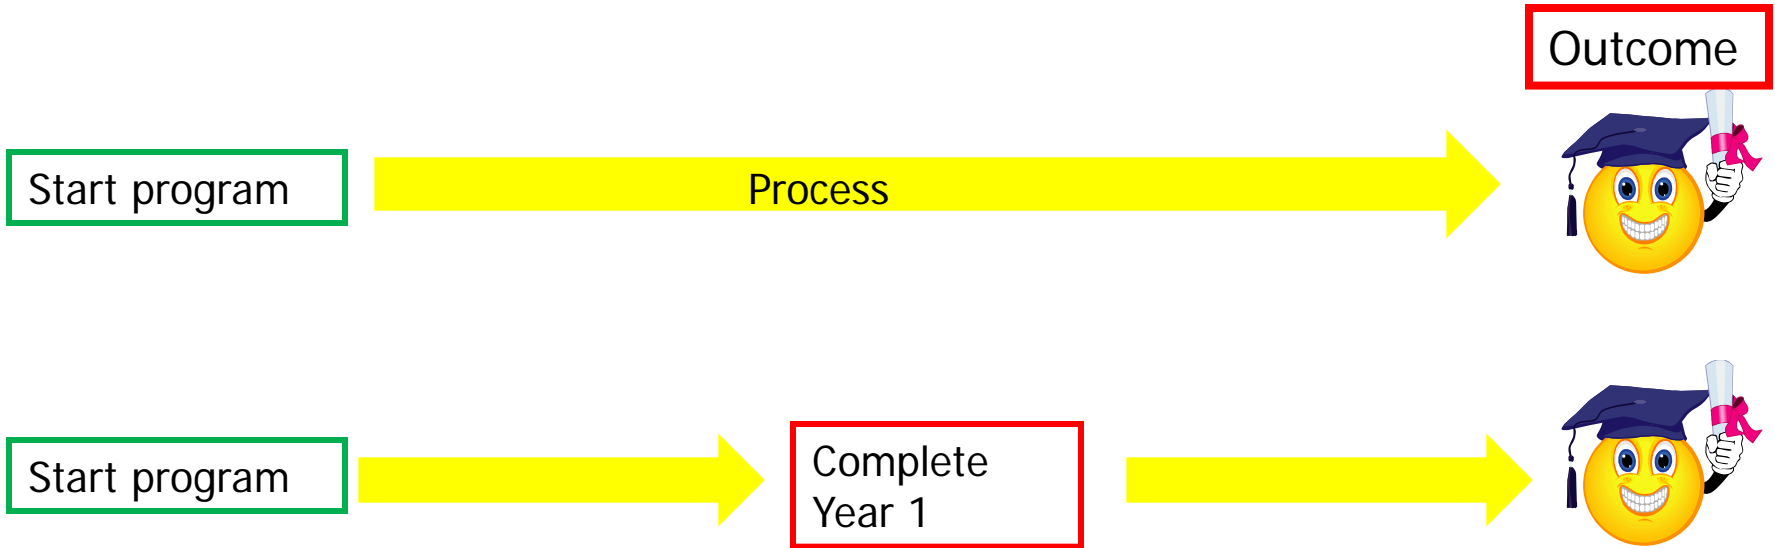 Outcome
Start program
Process
Start program
Complete
Year 1